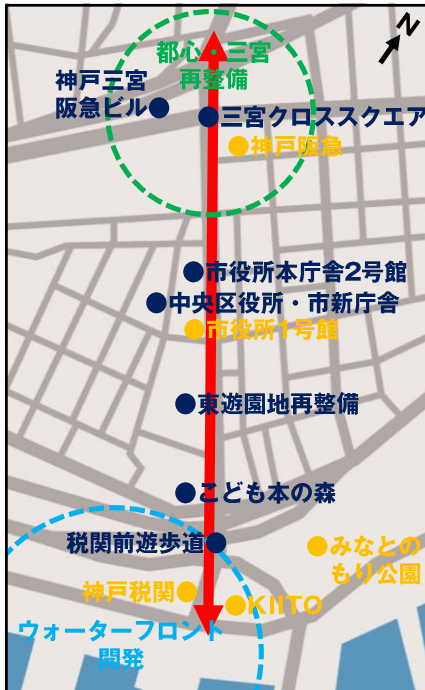 N
都心・三宮
再整備
神戸三宮
阪急ビル
三宮クロススクエア
神戸阪急
市役所本庁舎2号館
中央区役所・市新庁舎
市役所1号館
東遊園地再整備
こども本の森
税関前遊歩道
みなとの
もり公園
神戸税関
KIITO
ウォーターフロント
開発